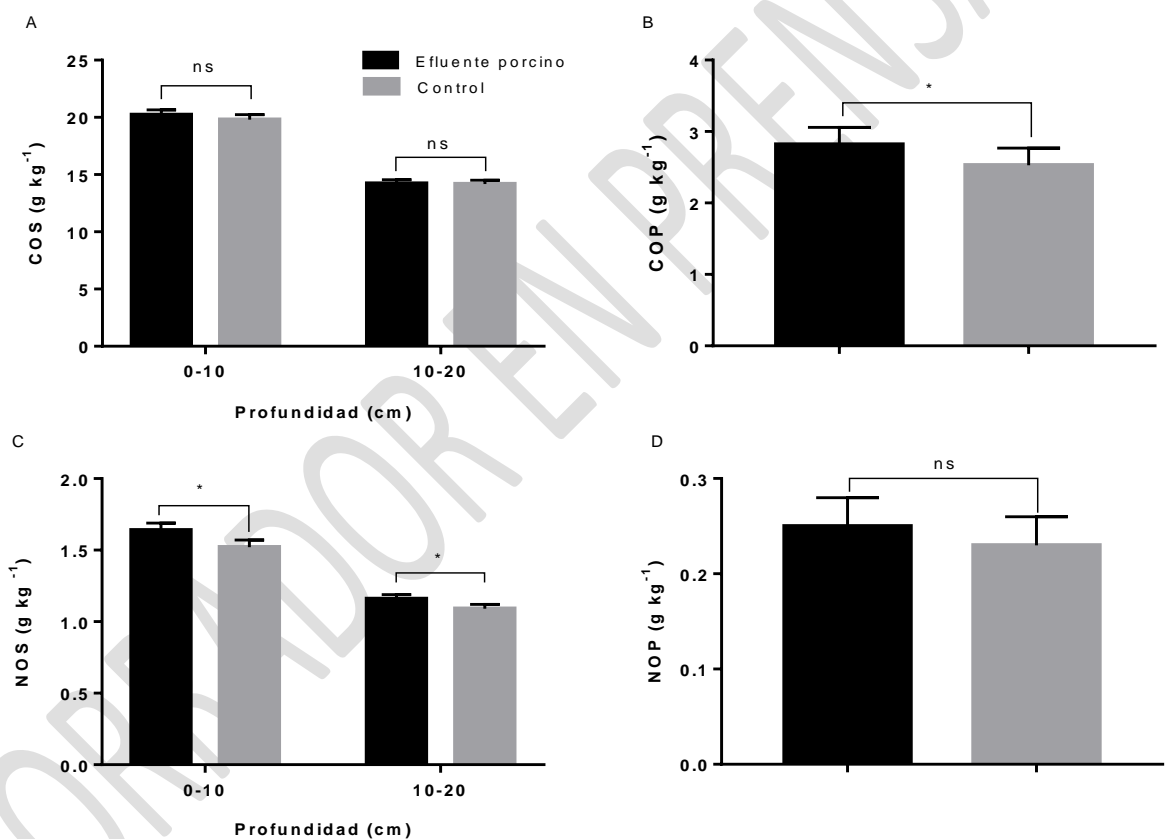 A
COS (g kg⁻¹)
25
20
15
10
5
0
ns
ns
Efluente porcino
Control
0-10
10-20
Profundidad (cm)
B
COP (g kg⁻¹)
4
3
2
1
0
*
C
NOS (g kg⁻¹)
2.0
1.5
1.0
0.5
0.0
*
*
0-10
10-20
Profundidad (cm)
D
NOP (g kg⁻¹)
0.3
0.2
0.1
0.0
ns
ORRADOR EN PRENSA